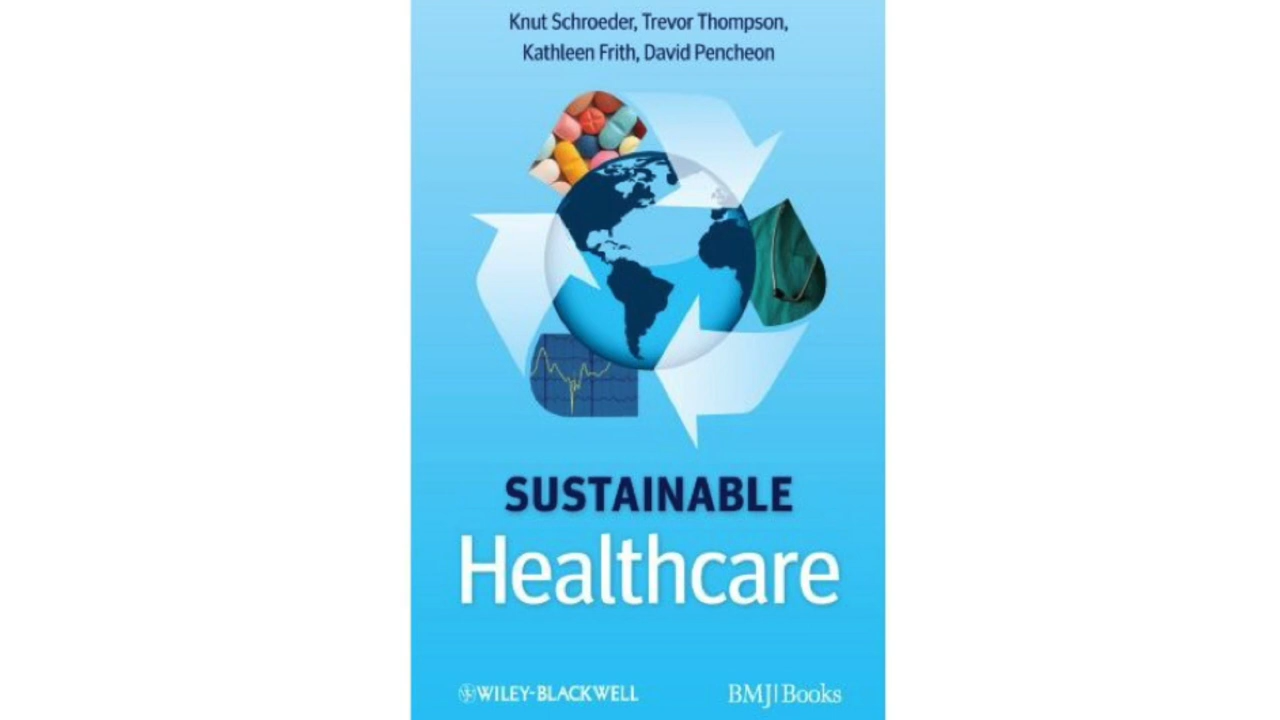 Knut Schroeder, Trevor Thompson,
Kathleen Frith, David Pencheon
SUSTAINABLE
Healthcare
WILEY-BLACKWELL
BMJ|Books